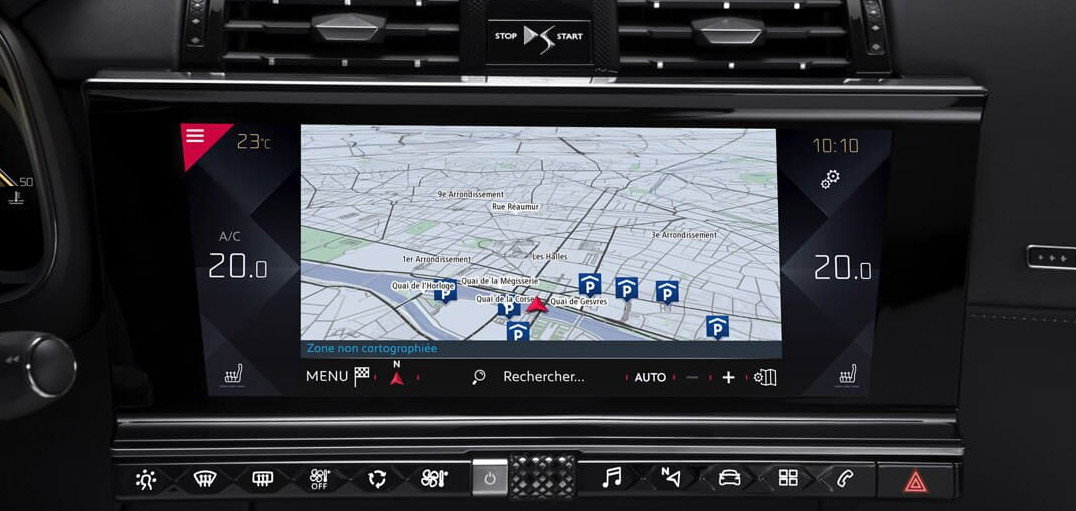 STOP START
23°C
10:10
50
9e Arrondissement
Rue Réaumur
3e Arrondissement
A/C
20.0
20.0
1er Arrondissement
Les Halles
Quai de l'Horloge
Quai de la Mégisserie
P
P
P
P
Quai de la Corse
Quai de Gesvres
P
P
P
Zone non cartographiée
MENU
N
Rechercher...
AUTO
OFF
N